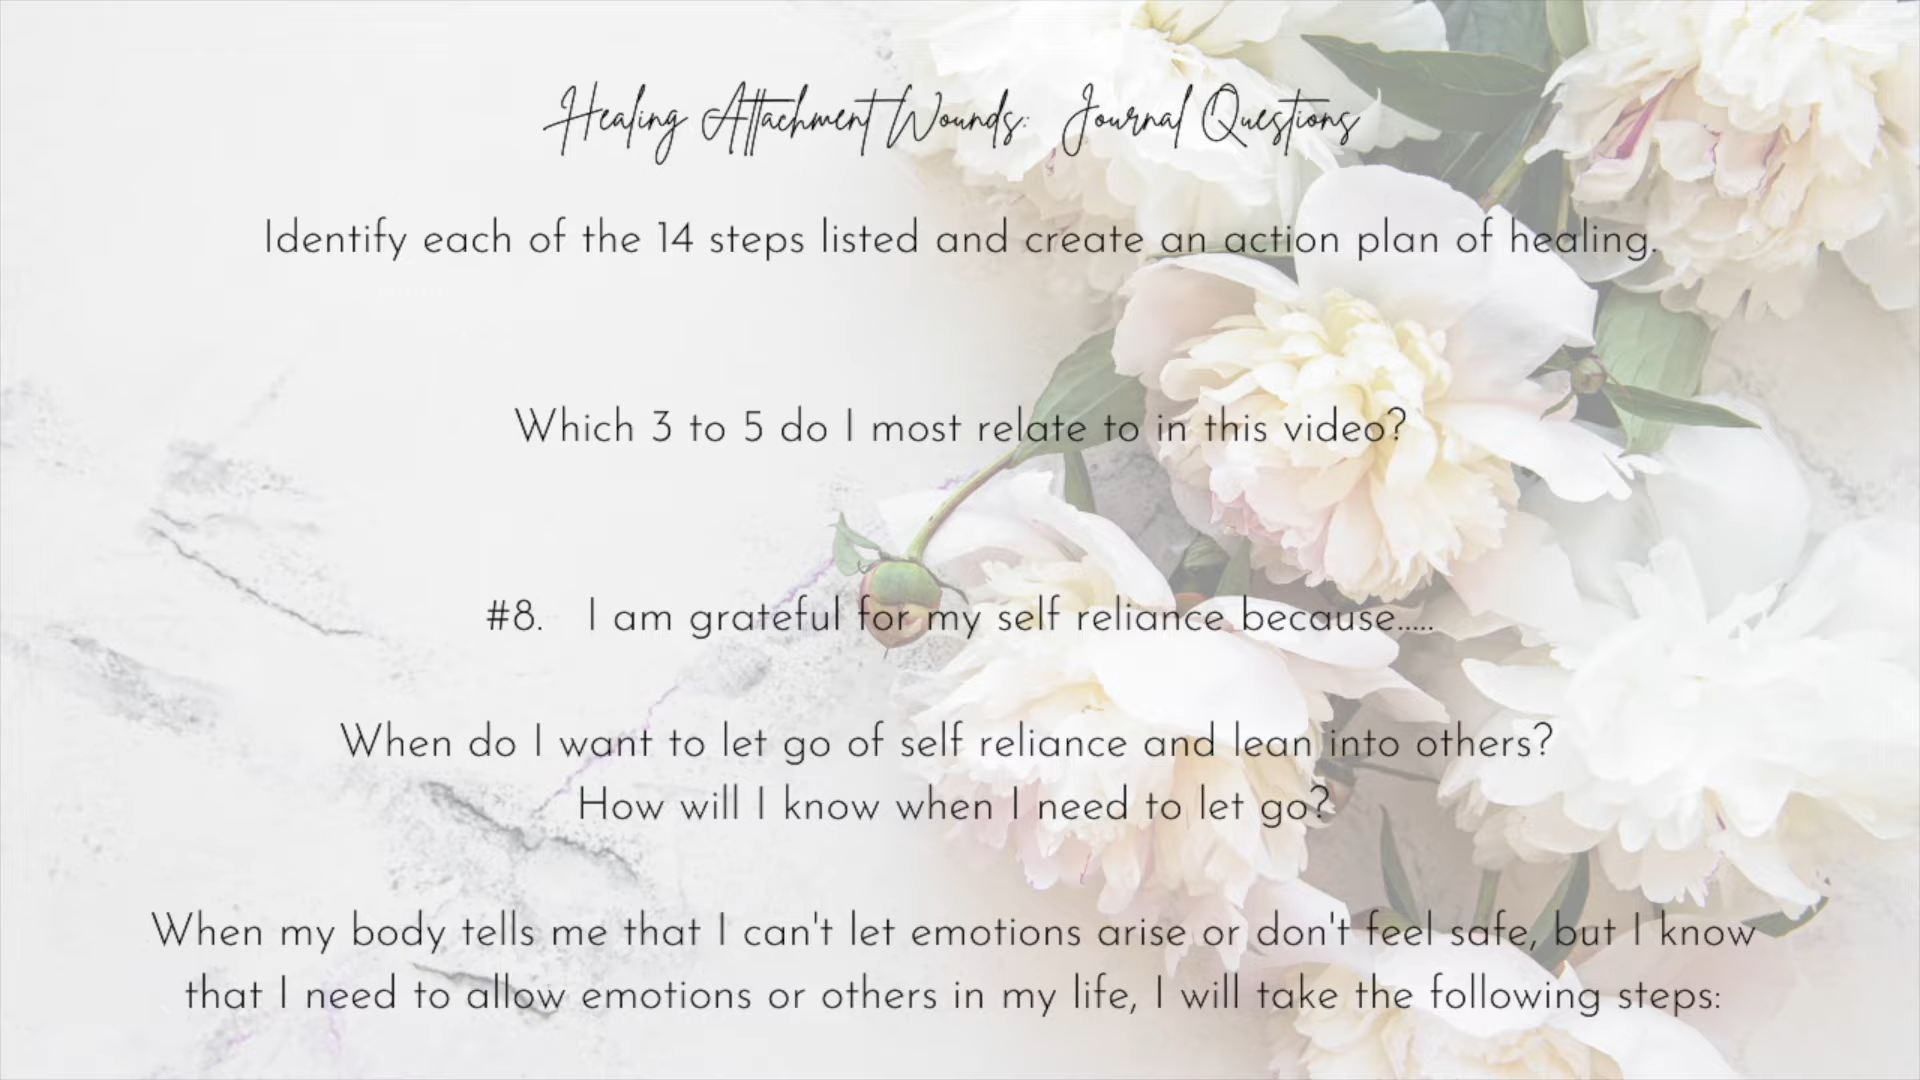 Healing Attachment Wounds: Journal Questions
Identify each of the 14 steps listed and create an action plan of healing.
Which 3 to 5 do I most relate to in this video?
#8. I am grateful for my self reliance because.....
When do I want to let go of self reliance and lean into others?
How will I know when I need to let go?
When my body tells me that I can't let emotions arise or don't feel safe, but I know
that I need to allow emotions or others in my life, I will take the following steps: